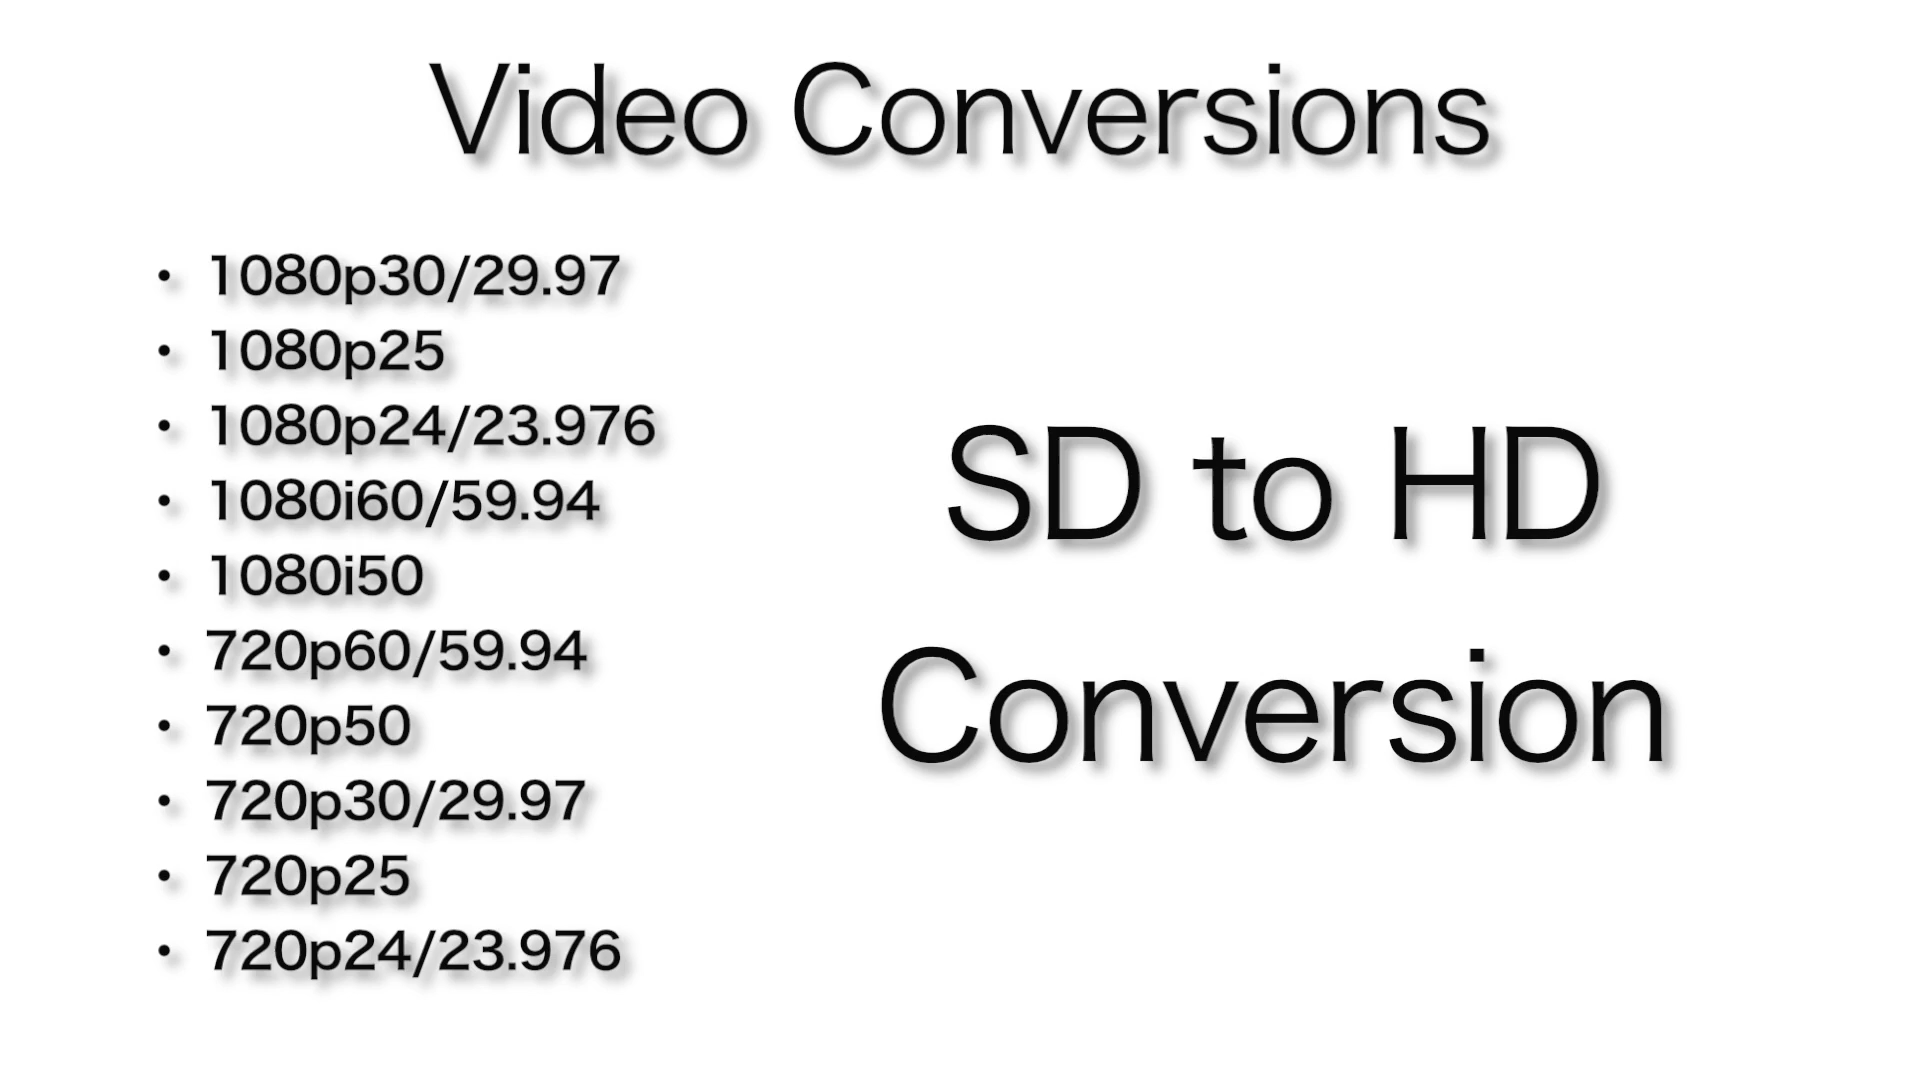 Video Conversions
• 1080p30/29.97
• 1080p25
• 1080p24/23.976
• 1080i60/59.94
• 1080i50
• 720p60/59.94
• 720p50
• 720p30/29.97
• 720p25
• 720p24/23.976
SD to HD
Conversion